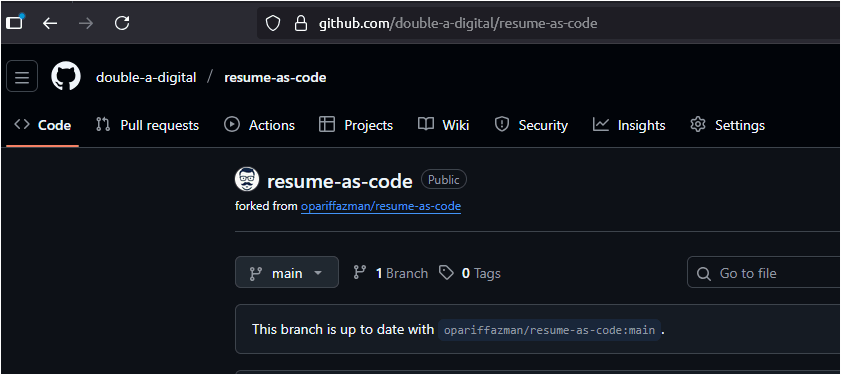 github.com/double-a-digital/resume-as-code
double-a-digital / resume-as-code
Code Pull requests Actions Projects Wiki Security Insights Settings
resume-as-code Public
forked from opariffazman/resume-as-code
main 1 Branch 0 Tags Go to file
This branch is up to date with opariffazman/resume-as-code:main .